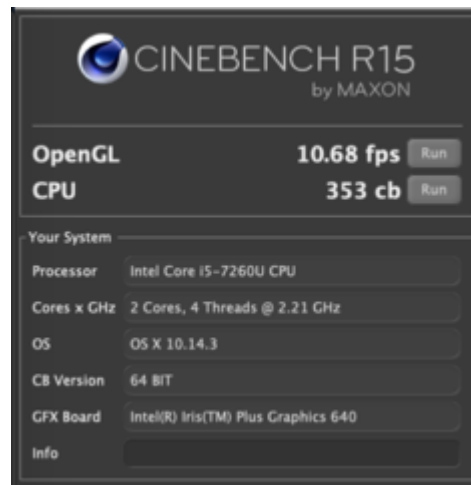 CINEBENCH R15
by MAXON
OpenGL 10.68 fps Run
CPU 353 cb Run
Your System
Processor Intel Core i5-7260U CPU
Cores x GHz 2 Cores, 4 Threads @ 2.21 GHz
OS OS X 10.14.3
CB Version 64 BIT
GFX Board Intel(R) Iris(TM) Plus Graphics 640
Info